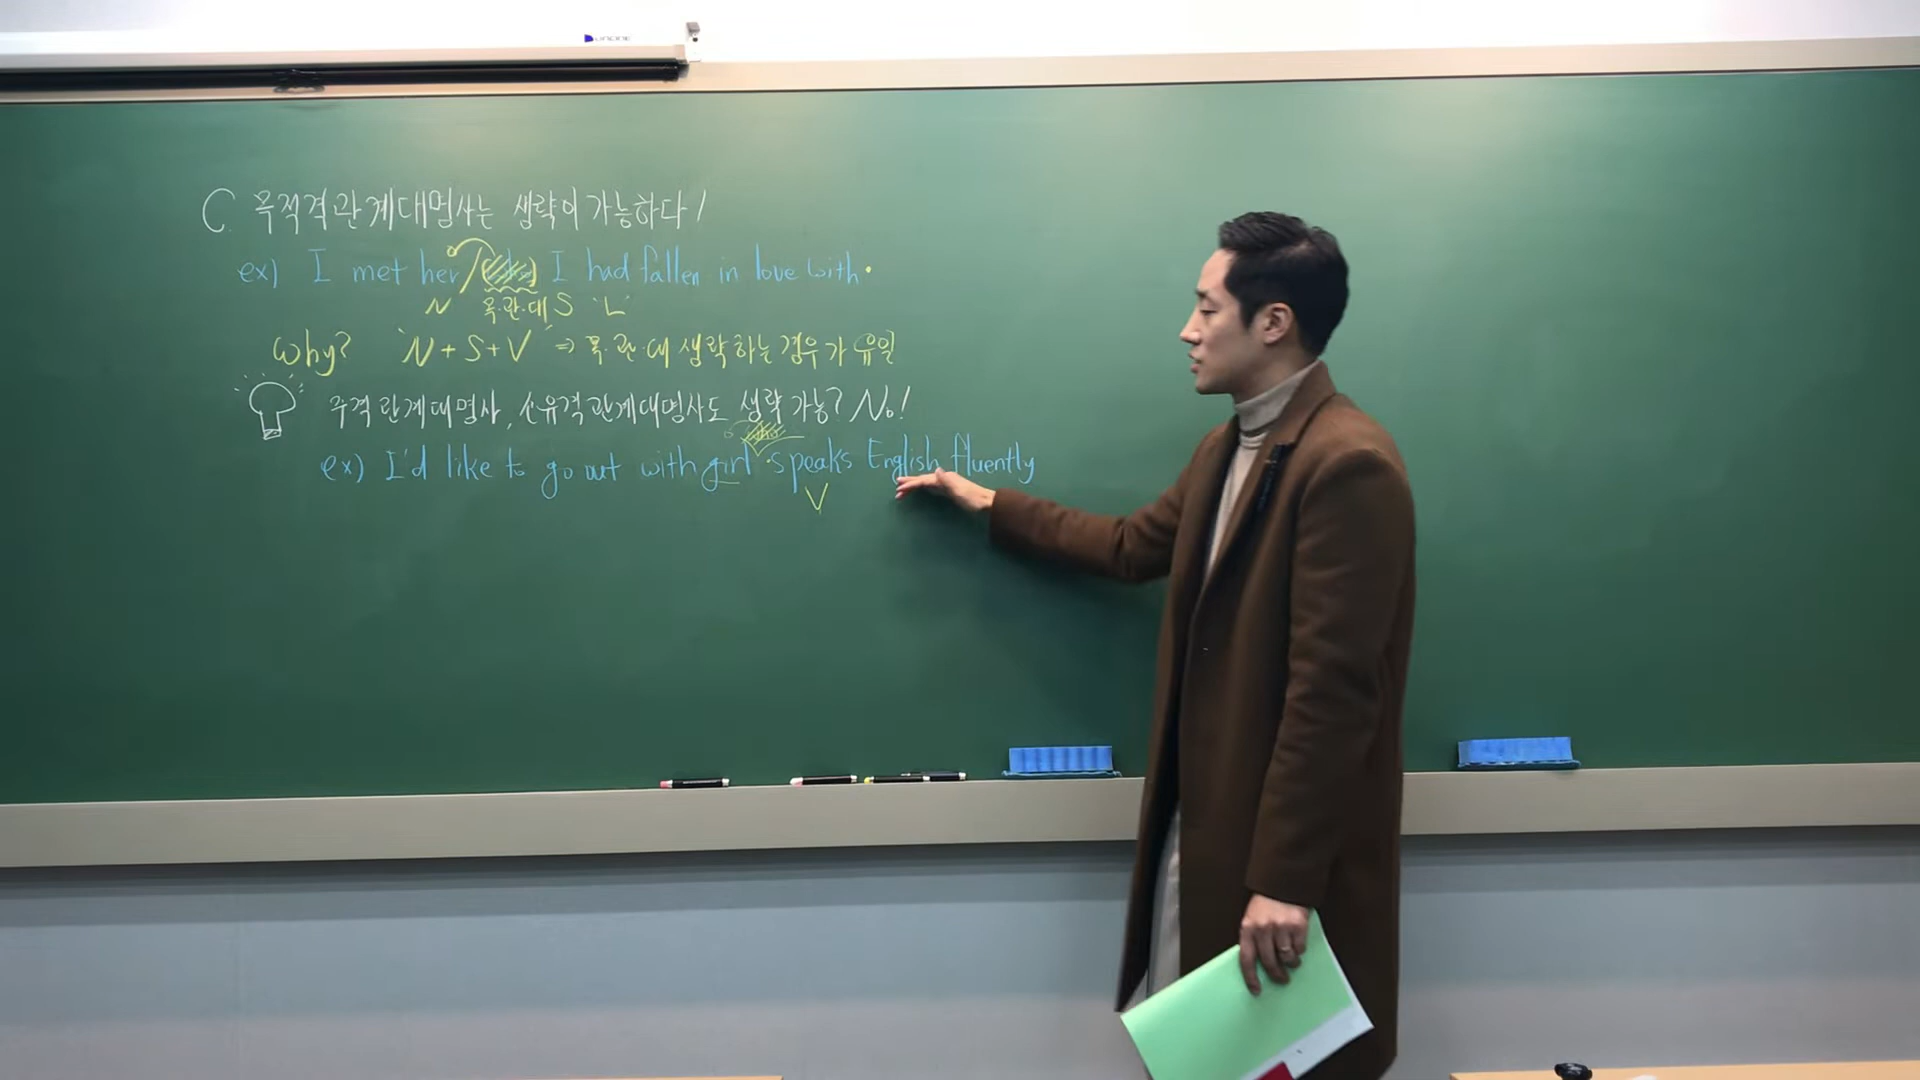 C. 목적격관계대명사는 생략이 가능하다!
ex) I met her / (who) I had fallen in love with.
N 목·관·대 S
Why? N + S + V ⇒ 목·관·대 생략하는 경우가 유일
주격관계대명사, 소유격관계대명사도 생략 가능? No!
who
ex) I'd like to go out with girl speaks English fluently
V